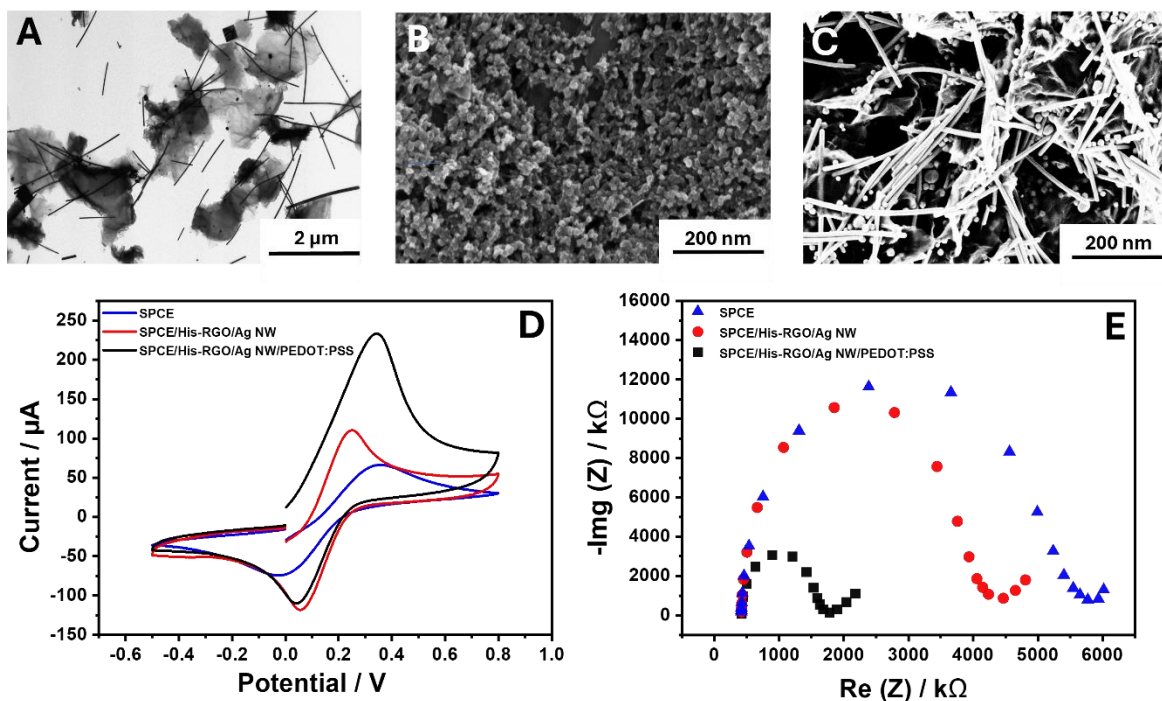 A
2 μm
B
200 nm
C
200 nm
D
SPCE
SPCE/His-RGO/Ag NW
SPCE/His-RGO/Ag NW/PEDOT:PSS
Current / μA
250
200
150
100
50
0
-50
-100
-150
-0.6 -0.4 -0.2 0.0 0.2 0.4 0.6 0.8 1.0
Potential / V
E
SPCE
SPCE/His-RGO/Ag NW
SPCE/His-RGO/Ag NW/PEDOT:PSS
-Img (Z) / kΩ
16000
14000
12000
10000
8000
6000
4000
2000
0
0 1000 2000 3000 4000 5000 6000
Re (Z) / kΩ